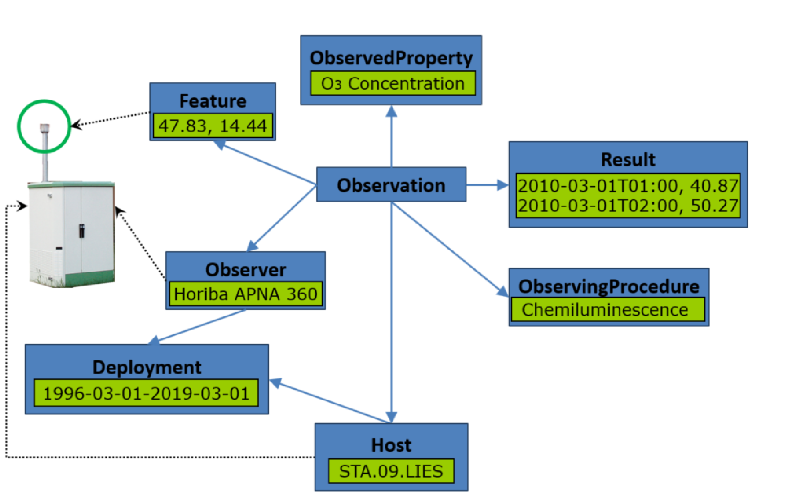 ObservedProperty
O₃ Concentration
Feature
47.83, 14.44
Observation
Result
2010-03-01T01:00, 40.87
2010-03-01T02:00, 50.27
Observer
Horiba APNA 360
ObservingProcedure
Chemiluminescence
Deployment
1996-03-01-2019-03-01
Host
STA.09.LIES